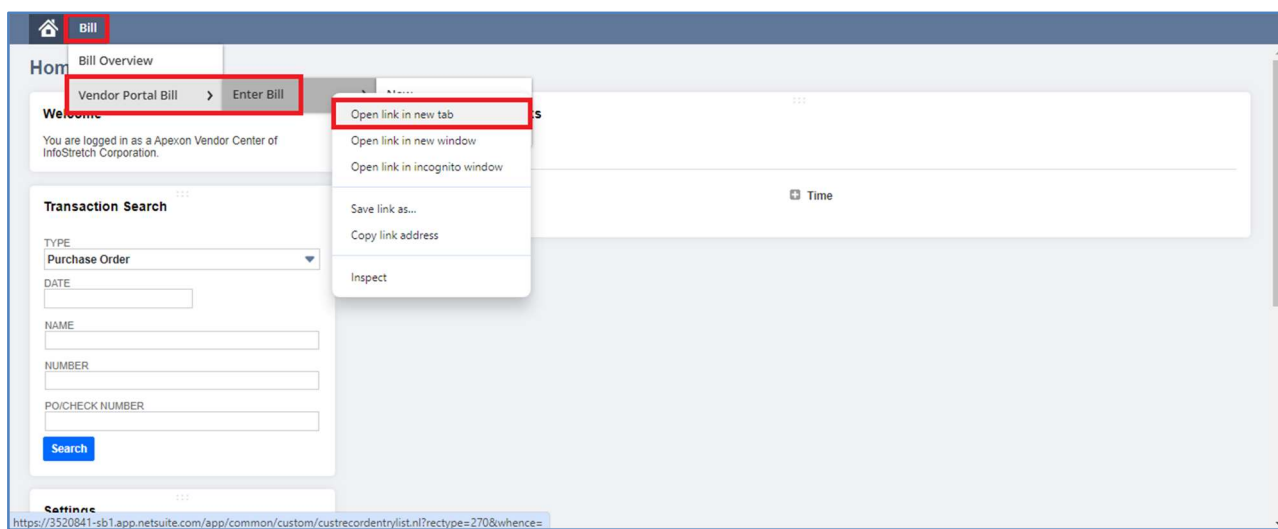 Bill
Bill Overview
Hom
Vendor Portal Bill
Enter Bill
Welcome
You are logged in as a Apexon Vendor Center of
InfoStretch Corporation.
Open link in new tab
Open link in new window
Open link in incognito window
Save link as...
Copy link address
Inspect
Time
Transaction Search
TYPE
Purchase Order
DATE
NAME
NUMBER
PO/CHECK NUMBER
Search
Settings
https://3520841-sb1.app.netsuite.com/app/common/custom/custrecordentrylist.nl?rectype=270&whence=